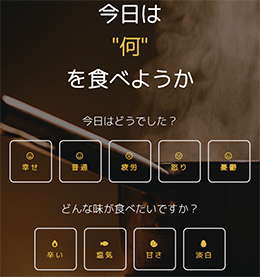 今日は
"何"
を食べようか
今日はどうでした？
幸せ 普通 疲労 怒り 憂鬱
どんな味が食べたいですか？
辛い 塩気 甘さ 淡白